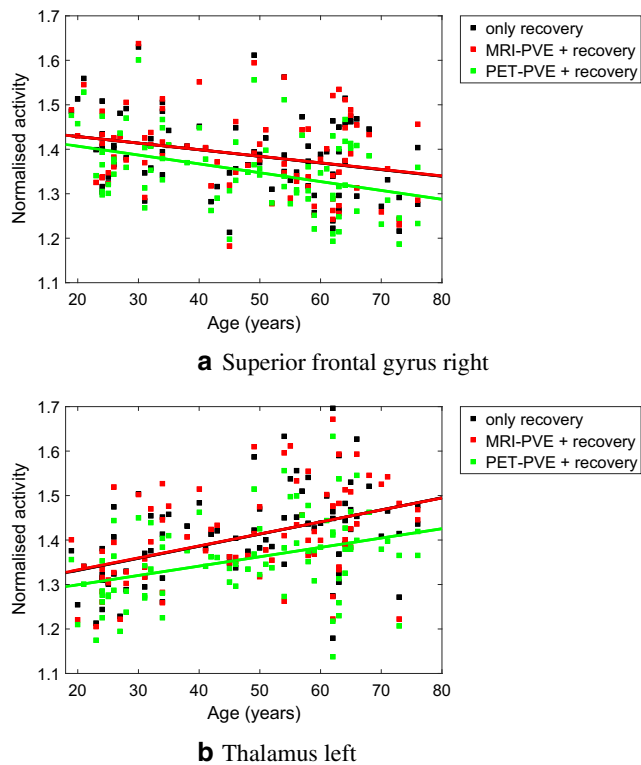 only recovery
MRI-PVE + recovery
PET-PVE + recovery
Normalised activity
1.7
1.6
1.5
1.4
1.3
1.2
1.1
20 30 40 50 60 70 80
Age (years)
a Superior frontal gyrus right
only recovery
MRI-PVE + recovery
PET-PVE + recovery
Normalised activity
1.7
1.6
1.5
1.4
1.3
1.2
1.1
20 30 40 50 60 70 80
Age (years)
b Thalamus left